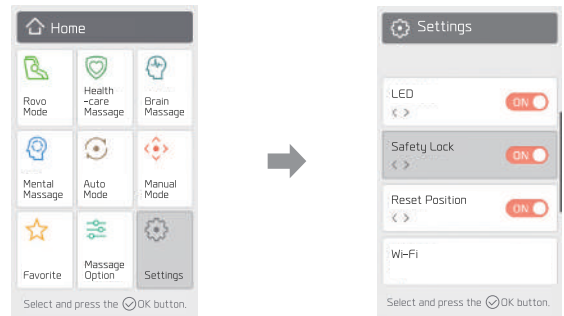 Home
Rovo
Mode
Health
-care
Massage
Brain
Massage
Mental
Massage
Auto
Mode
Manual
Mode
Favorite
Massage
Option
Settings
Select and press the OK button.
Settings
LED
< >
ON
Safety Lock
< >
ON
Reset Position
< >
ON
Wi-Fi
Select and press the OK button.